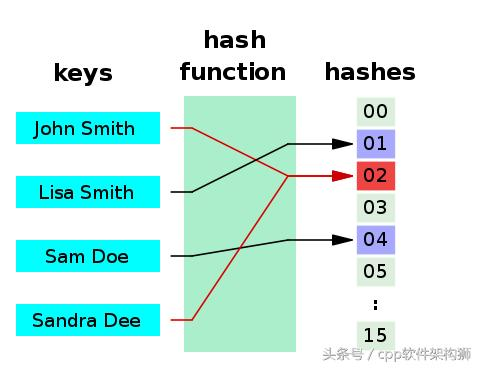 hash
keys function hashes
John Smith
Lisa Smith
Sam Doe
Sandra Dee
00
01
02
03
04
05
:
15
头条号 / cpp软件架构狮